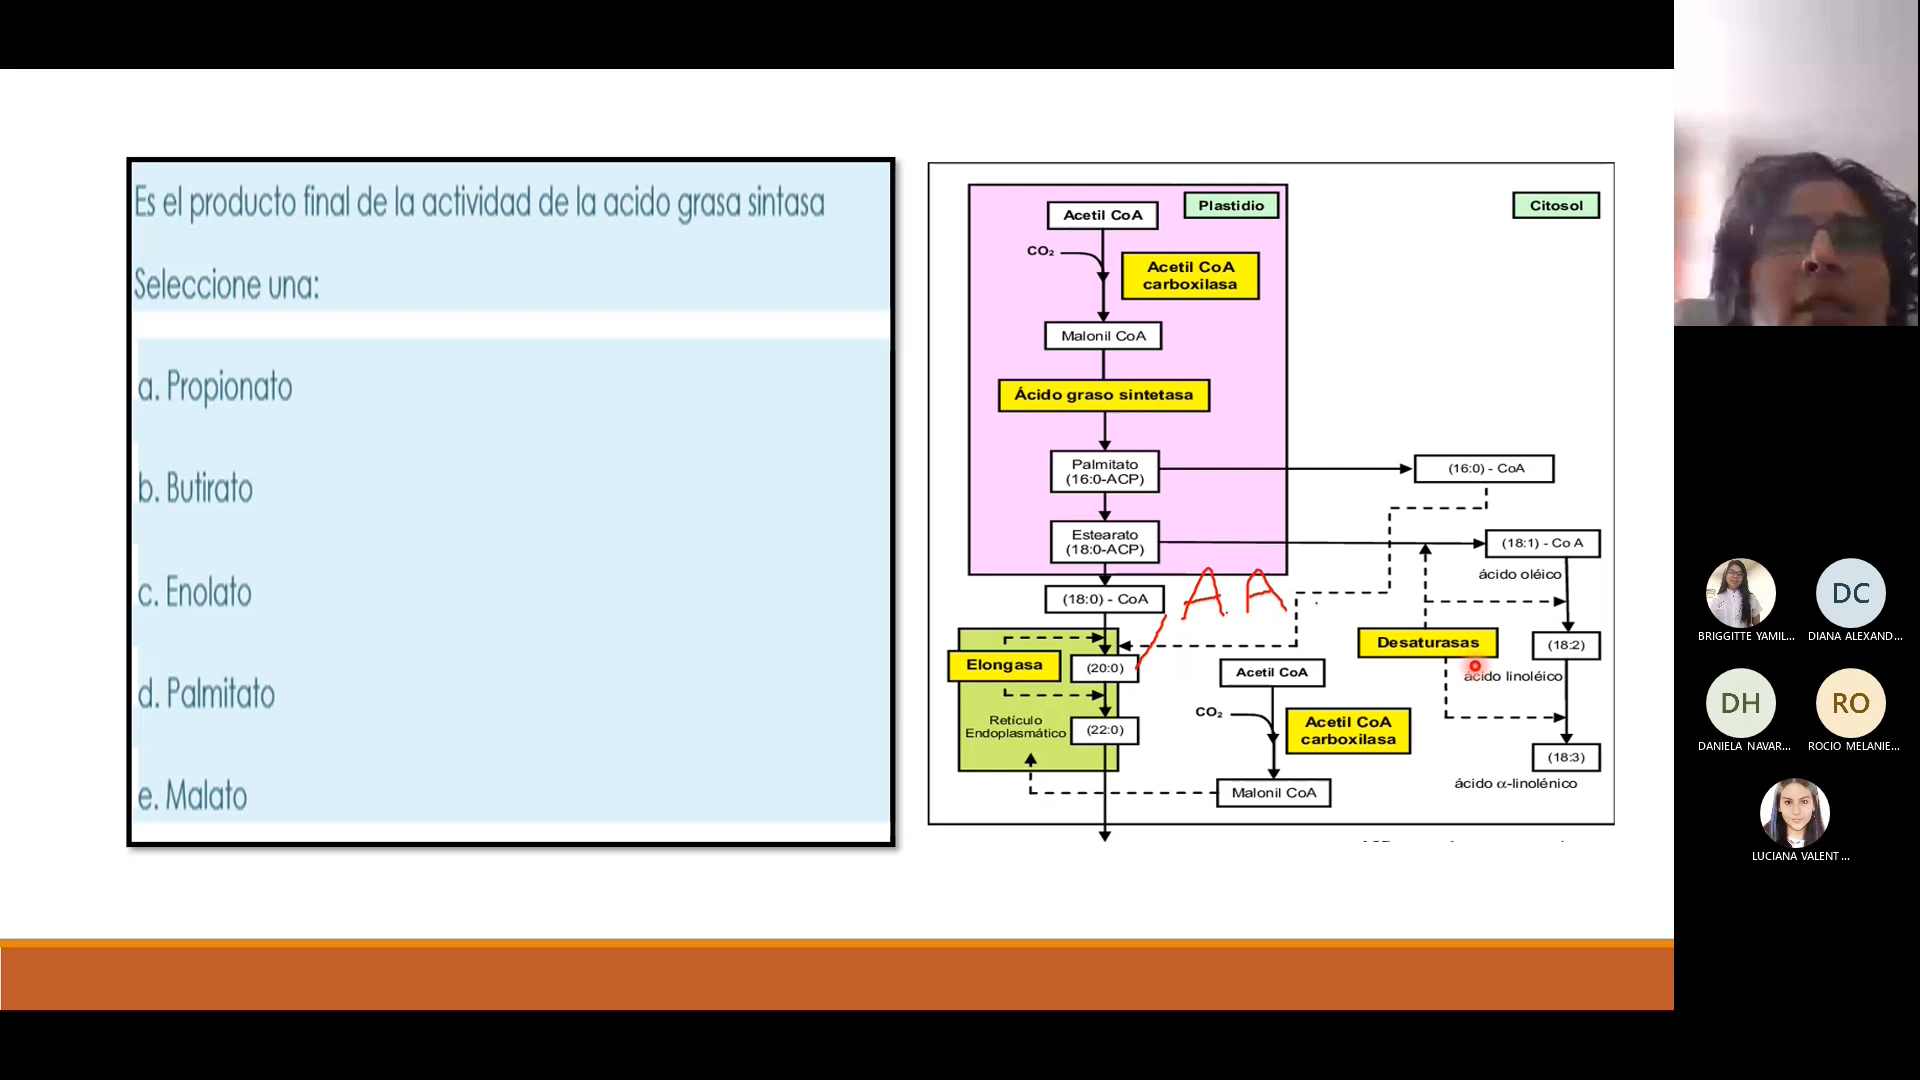 Es el producto final de la actividad de la acido grasa sintasa
Seleccione una:
a. Propionato
b. Butirato
c. Enolato
d. Palmitato
e. Malato
Plastidio
Citosol
Acetil CoA
CO₂
Acetil CoA
carboxilasa
Malonil CoA
Ácido graso sintetasa
Palmitato
(16:0-ACP)
(16:0) - CoA
Estearato
(18:0-ACP)
(18:1) - Co A
ácido oléico
(18:0) - CoA
A.A.
Elongasa
(20:0)
Retículo
Endoplasmático
(22:0)
Desaturasas
(18:2)
ácido linoléico
Acetil CoA
CO₂
Acetil CoA
carboxilasa
Malonil CoA
(18:3)
ácido α-linolénico
BRIGGITTE YAMIL...
DC
DIANA ALEXAND...
DH
DANIELA NAVAR...
RO
ROCIO MELANIE...
LUCIANA VALENT...